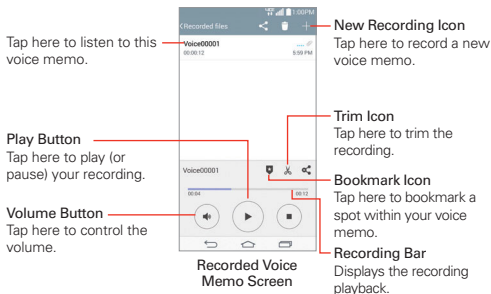 1:00PM
Recorded files
New Recording Icon
Tap here to record a new
voice memo.
Tap here to listen to this
voice memo.
Voice00001
00:00:12
5:59 PM
Trim Icon
Tap here to trim the
recording.
Play Button
Tap here to play (or
pause) your recording.
Voice00001
Bookmark Icon
Tap here to bookmark a
spot within your voice
memo.
00:04
00:12
Volume Button
Tap here to control the
volume.
Recording Bar
Displays the recording
playback.
Recorded Voice
Memo Screen